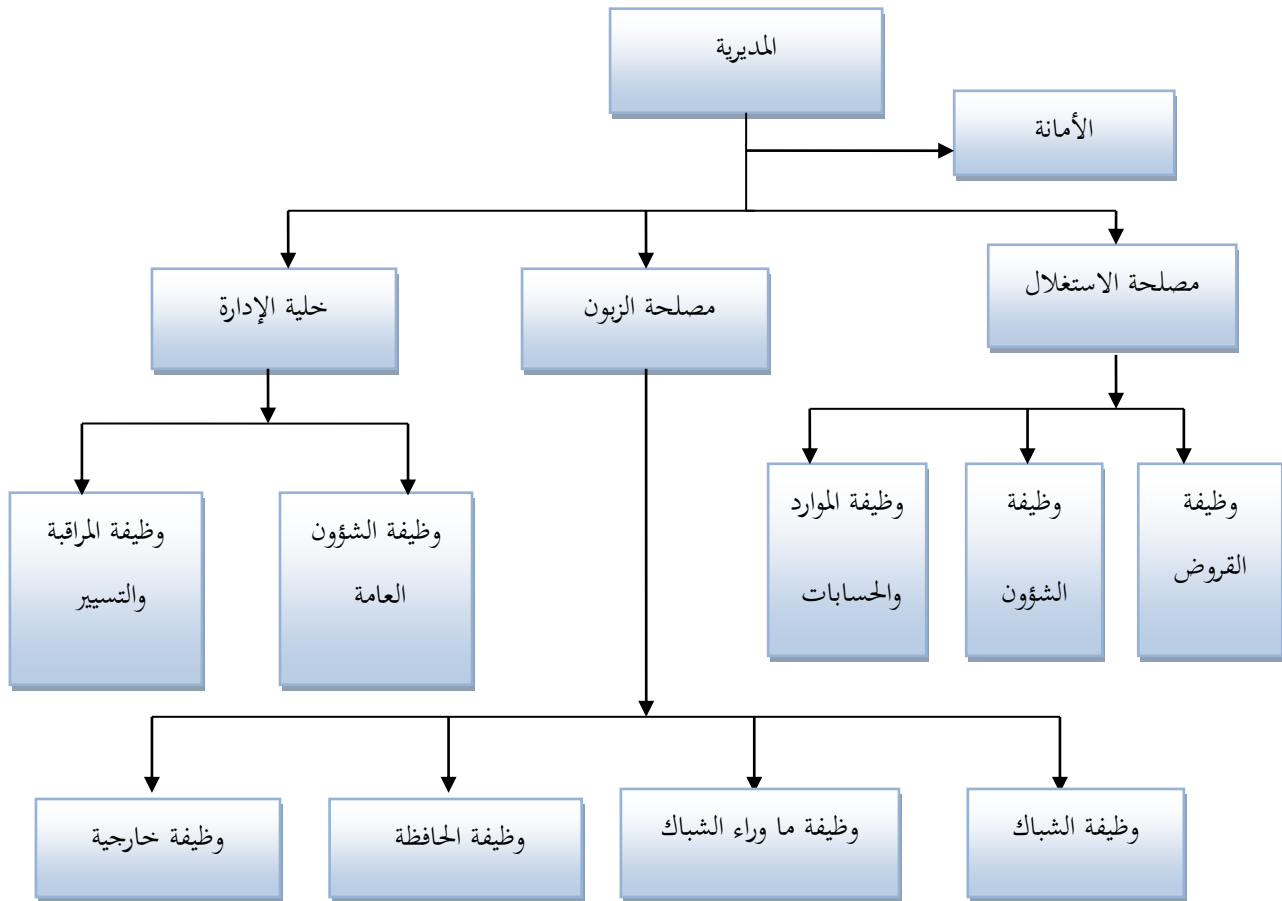 المديرية
الأمانة
مصلحة الاستغلال
مصلحة الزبون
خلية الإدارة
وظيفة
القروض
وظيفة
الشؤون
وظيفة الموارد
والحسابات
وظيفة الشؤون
العامة
وظيفة المراقبة
والتسيير
وظيفة الشباك
وظيفة ما وراء الشباك
وظيفة الحافظة
وظيفة خارجية